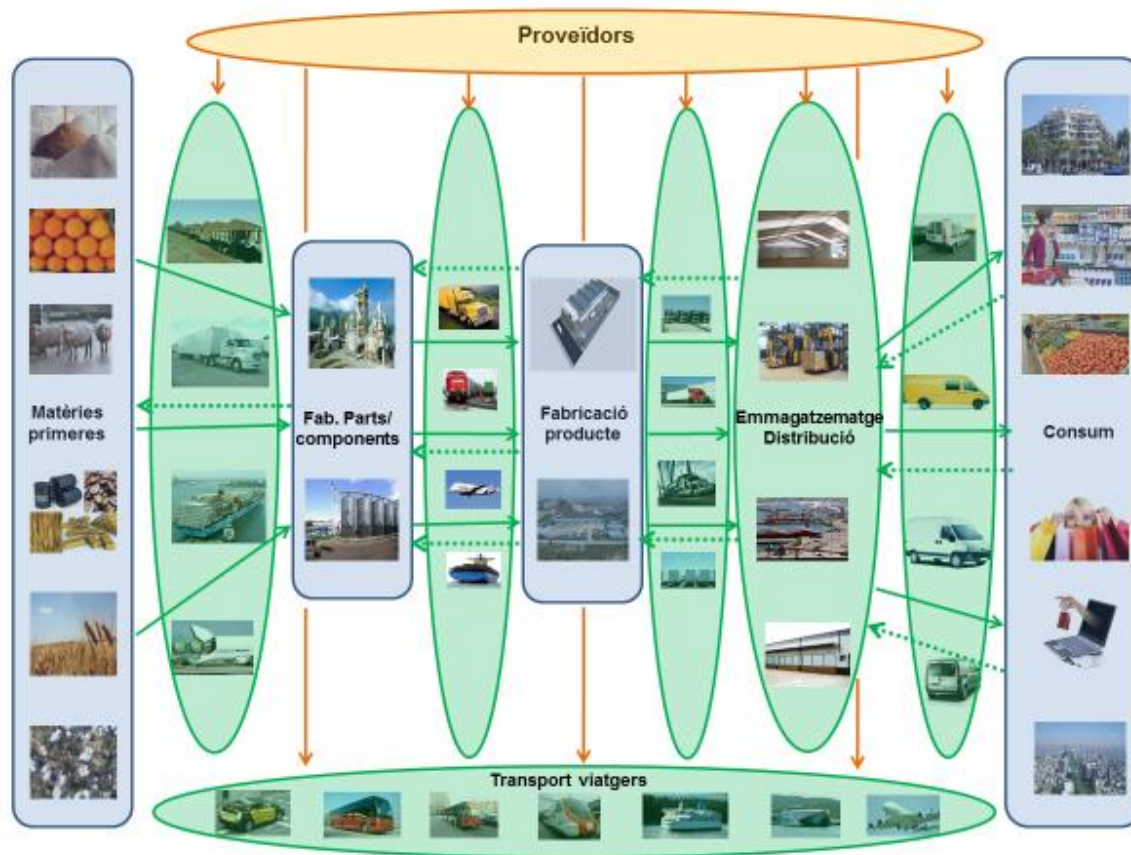 Proveïdors
Matèries
primeres
Fab. Parts/
components
Fabricació
producte
Emmagatzematge
Distribució
Consum
Transport viatgers